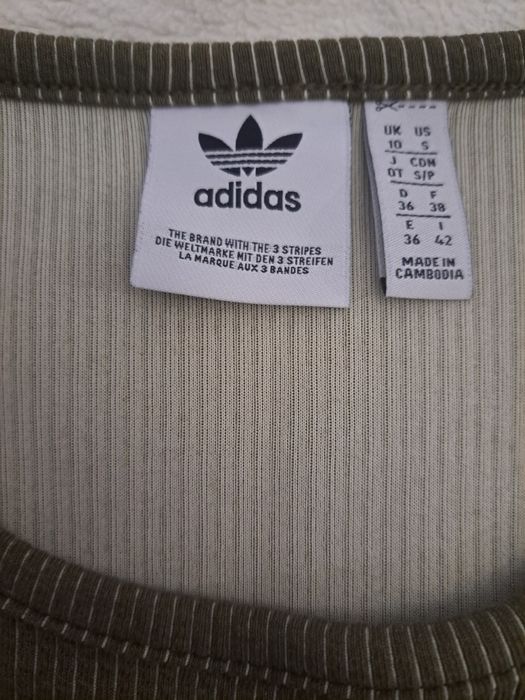 adidas
THE BRAND WITH THE 3 STRIPES
DIE WELTMARKE MIT DEN 3 STREIFEN
LA MARQUE AUX 3 BANDES
UK US
10 S
J CDN
OT S/P
D F
36 38
E I
36 42
MADE IN
CAMBODIA